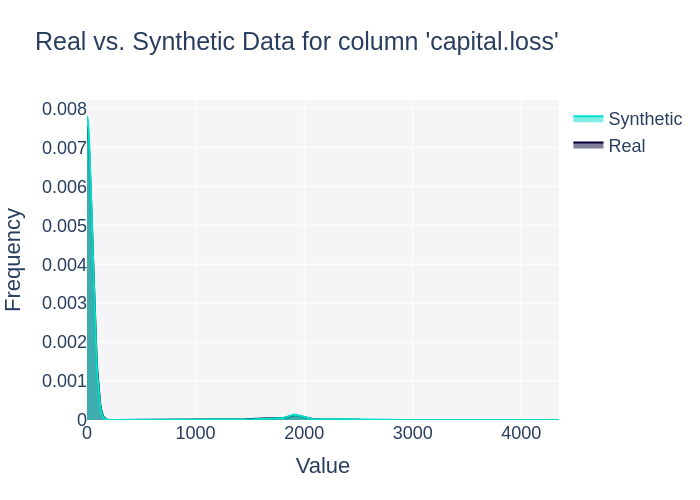 Real vs. Synthetic Data for column 'capital.loss'
Synthetic
Real
Frequency
0.008
0.007
0.006
0.005
0.004
0.003
0.002
0.001
0
0
1000
2000
3000
4000
Value